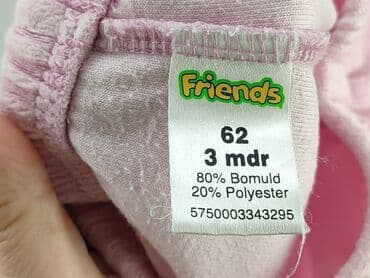 Friends
62
3 mdr
80% Bomuld
20% Polyester
5750003343295